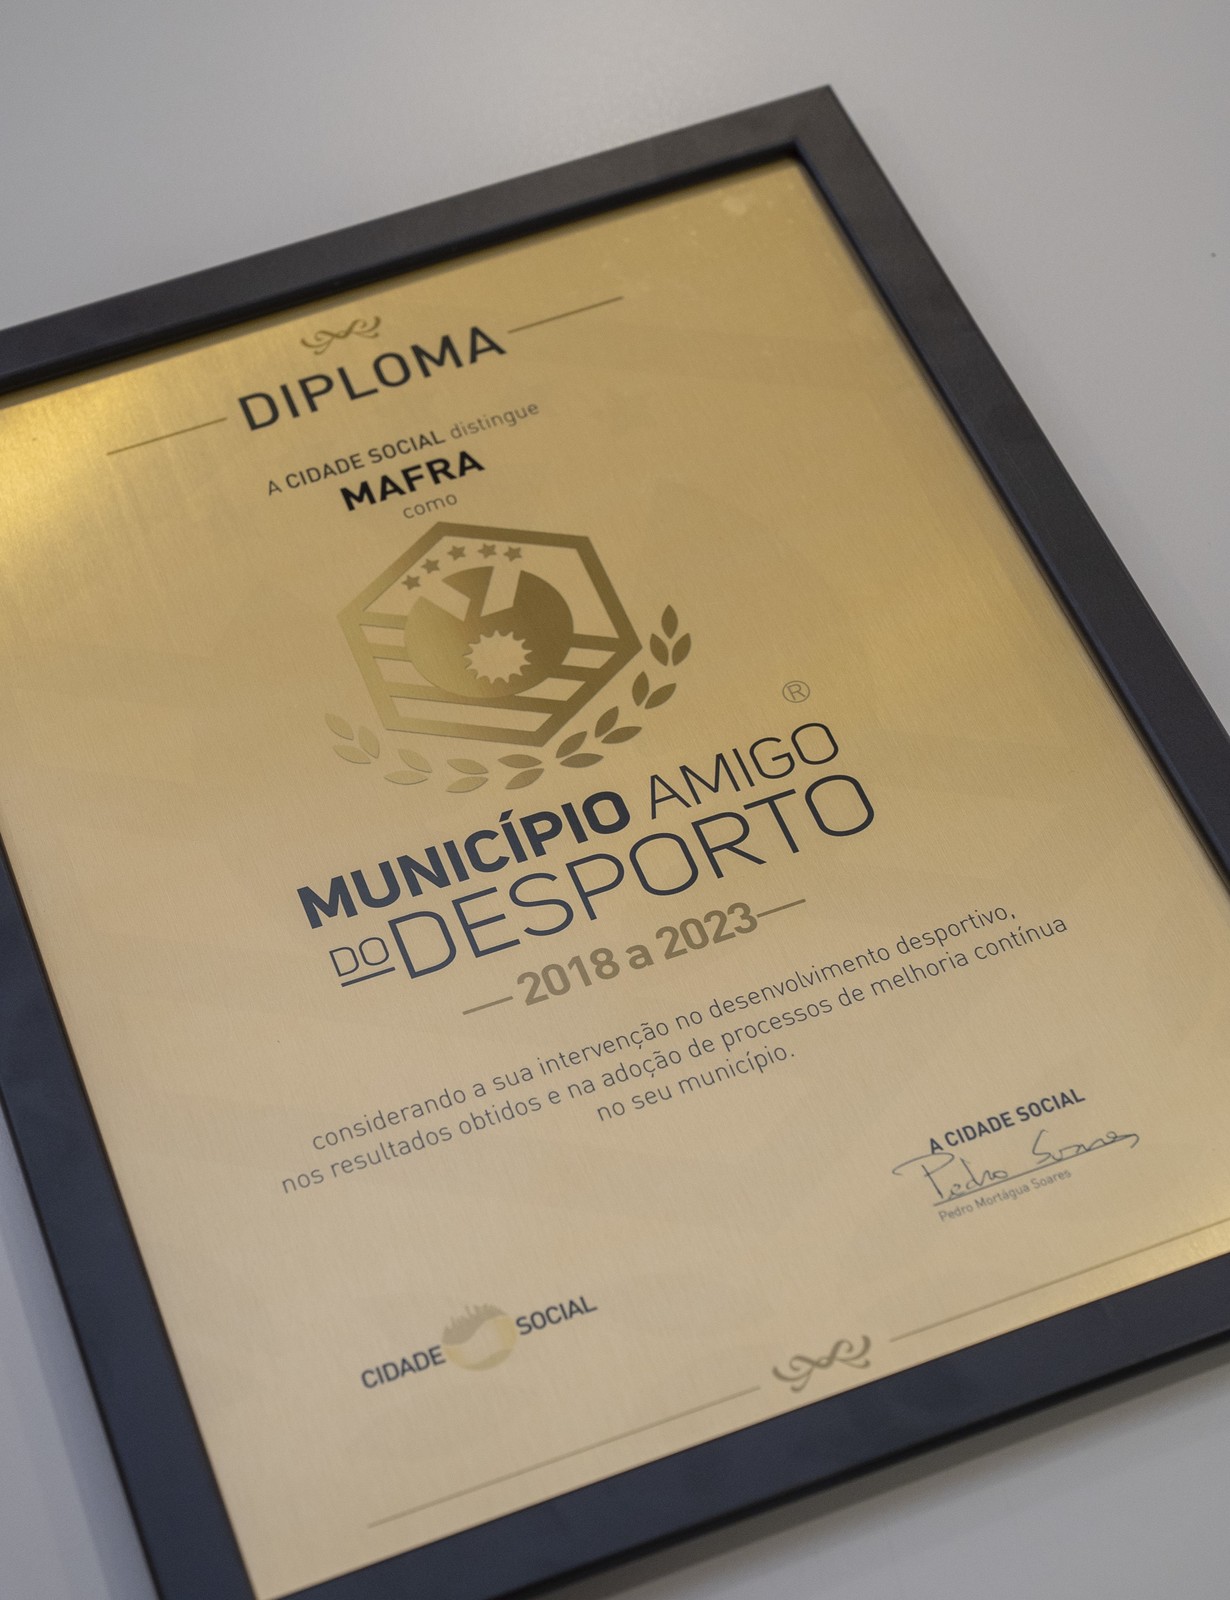 DIPLOMA
A CIDADE SOCIAL distingue
MAFRA
como
®
MUNICÍPIO AMIGO
DO DESPORTO
2018 a 2023
considerando a sua intervenção no desenvolvimento desportivo,
nos resultados obtidos e na adoção de processos de melhoria contínua
no seu município.
A CIDADE SOCIAL
Pedro Soares
Pedro Mortágua Soares
CIDADE SOCIAL